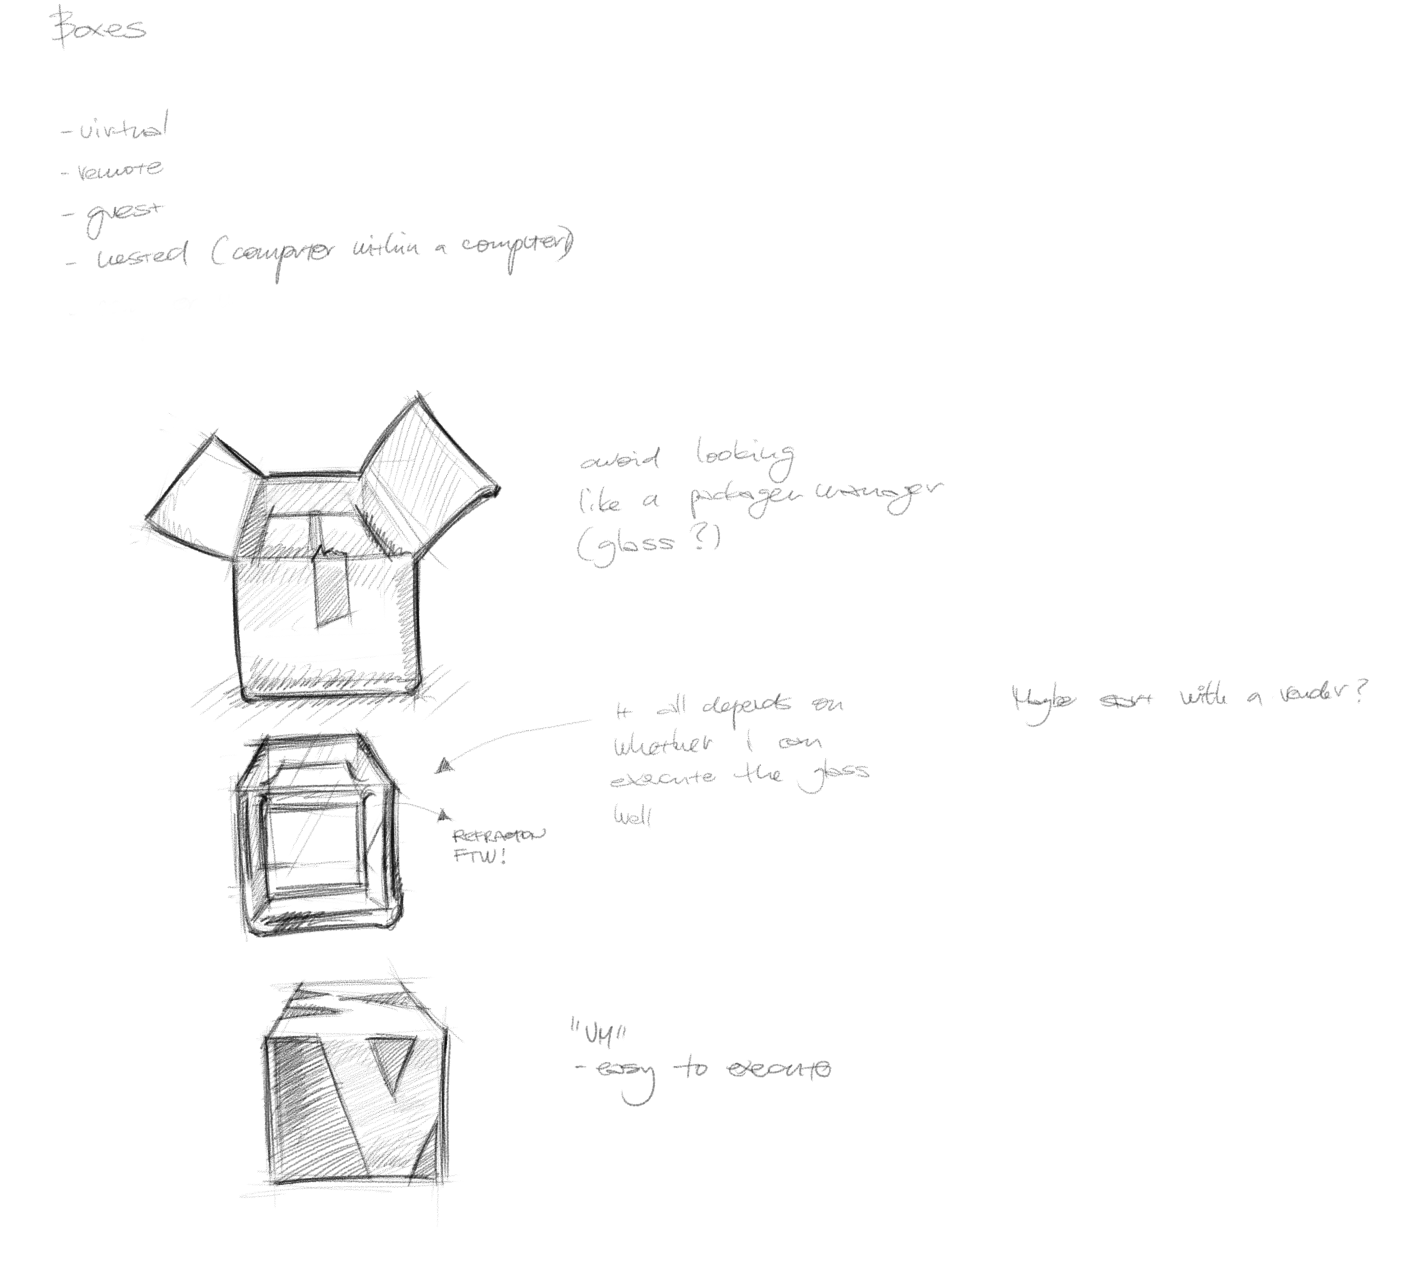 Boxes
- virtual
- remote
- guest
- nested (computer within a computer)
avoid looking
like a packagen manager
(glass?)
It all depends on
whether I can
execute the glass
well
Maybe start with a render?
REFRACTION
FTW!
"VM"
- easy to execute